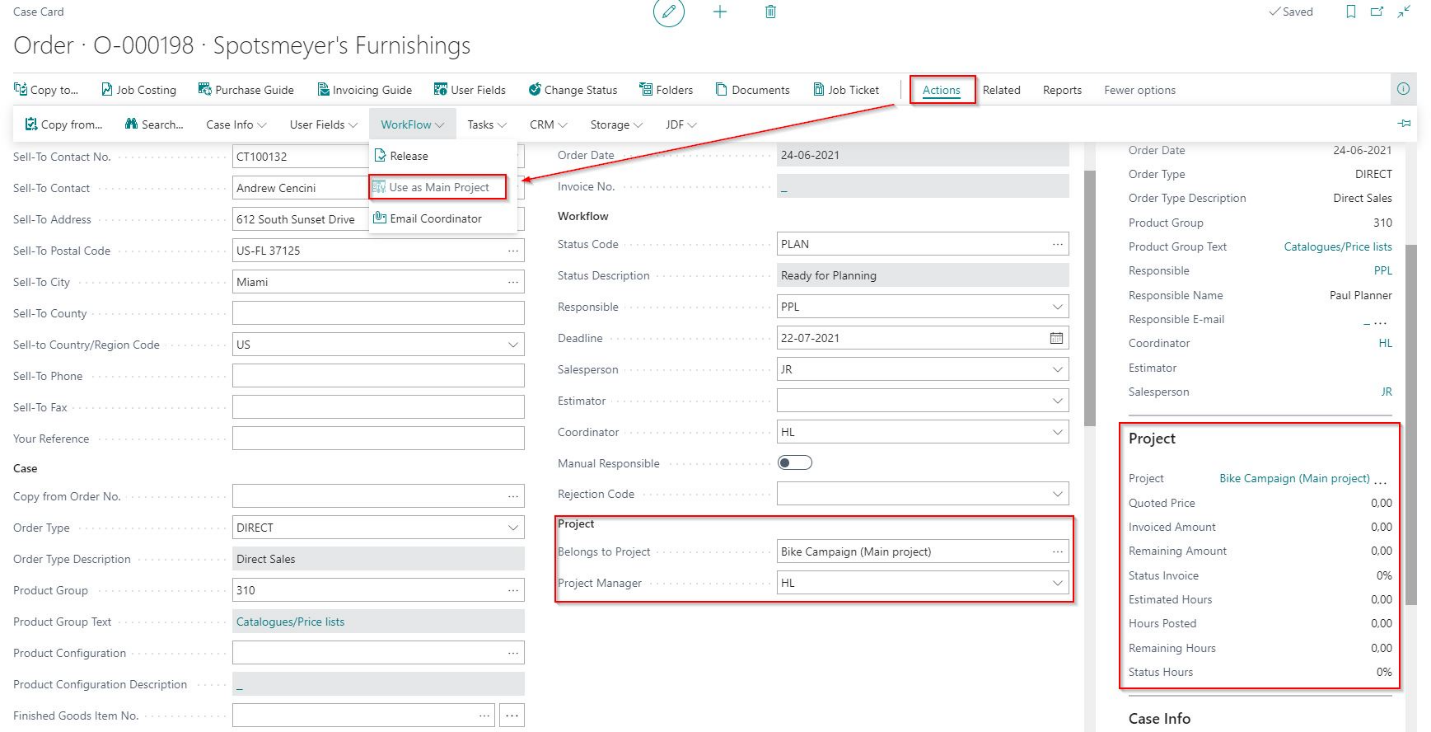 Case Card
Saved
Order · O-000198 · Spotsmeyer's Furnishings
Copy to... Job Costing Purchase Guide Invoicing Guide User Fields Change Status Folders Documents Job Ticket Actions Related Reports Fewer options
Copy from... Search... Case Info User Fields WorkFlow Tasks CRM Storage JDF
Release
Use as Main Project
Email Coordinator
Sell-To Contact No. CT100132
Sell-To Contact Andrew Cencini
Sell-To Address 612 South Sunset Drive
Sell-To Postal Code US-FL 37125 ...
Sell-To City Miami ...
Sell-To County
Sell-to Country/Region Code US
Sell-To Phone
Sell-To Fax
Your Reference
Case
Copy from Order No. ...
Order Type DIRECT
Order Type Description Direct Sales
Product Group 310 ...
Product Group Text Catalogues/Price lists
Product Configuration ...
Product Configuration Description _
Finished Goods Item No. ... ...
Order Date 24-06-2021
Invoice No. _
Workflow
Status Code PLAN ...
Status Description Ready for Planning
Responsible PPL
Deadline 22-07-2021
Salesperson JR
Estimator
Coordinator HL
Manual Responsible
Rejection Code
Project
Belongs to Project Bike Campaign (Main project) ...
Project Manager HL
Order Date 24-06-2021
Order Type DIRECT
Order Type Description Direct Sales
Product Group 310
Product Group Text Catalogues/Price lists
Responsible PPL
Responsible Name Paul Planner
Responsible E-mail _ ...
Coordinator HL
Estimator
Salesperson JR
Project
Project Bike Campaign (Main project) ...
Quoted Price 0,00
Invoiced Amount 0,00
Remaining Amount 0,00
Status Invoice 0%
Estimated Hours 0,00
Hours Posted 0,00
Remaining Hours 0,00
Status Hours 0%
Case Info